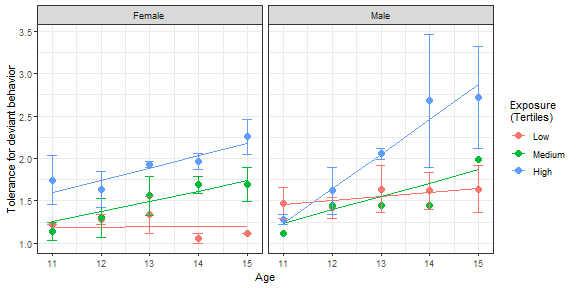 Female Male
Tolerance for deviant behavior
3.5
3.0
2.5
2.0
1.5
1.0
11 12 13 14 15 11 12 13 14 15
Age
Exposure
(Tertiles)
Low
Medium
High